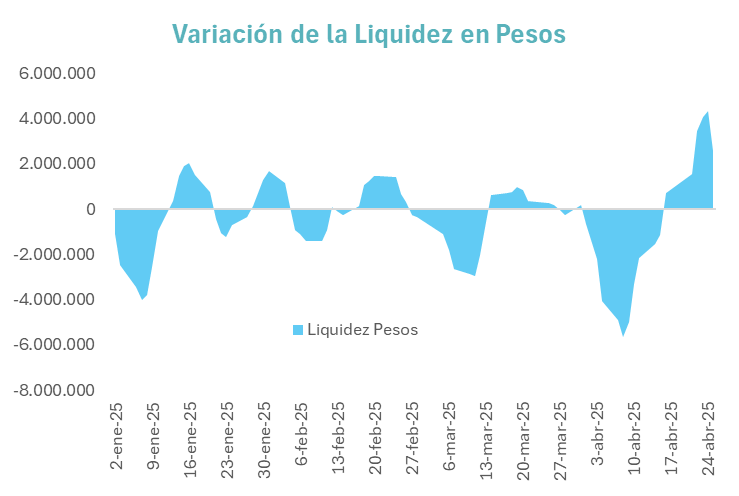 Variación de la Liquidez en Pesos
6.000.000
4.000.000
2.000.000
0
-2.000.000
-4.000.000
-6.000.000
-8.000.000
Liquidez Pesos
2-ene-25
9-ene-25
16-ene-25
23-ene-25
30-ene-25
6-feb-25
13-feb-25
20-feb-25
27-feb-25
6-mar-25
13-mar-25
20-mar-25
27-mar-25
3-abr-25
10-abr-25
17-abr-25
24-abr-25